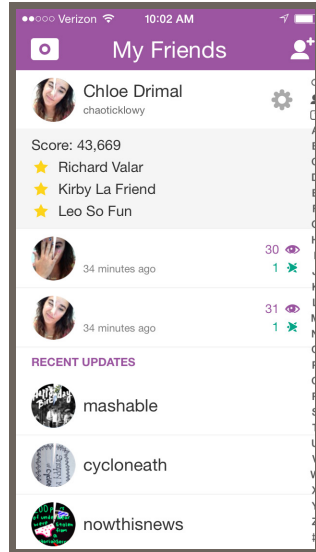 Verizon 10:02 AM
My Friends
Chloe Drimal
chaoticklowy
Score: 43,669
Richard Valar
Kirby La Friend
Leo So Fun
30
34 minutes ago 1
31
34 minutes ago 1
RECENT UPDATES
mashable
cycloneath
nowthisnews